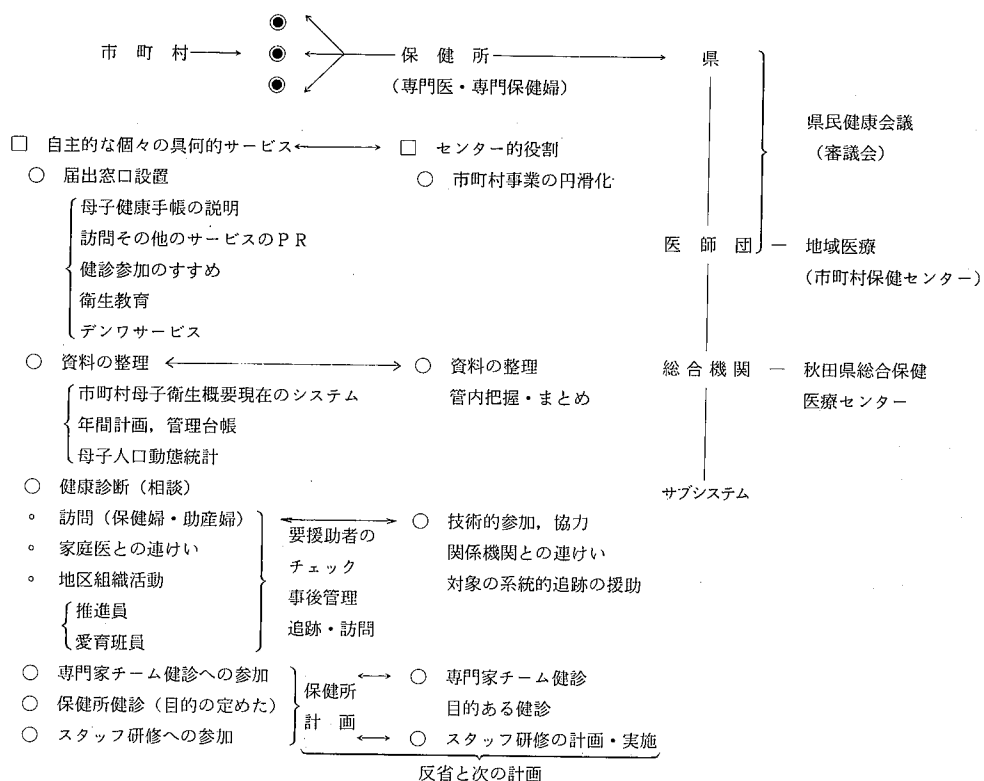 市町村 → ◉ ◉ ◉ ← 保健所 → 県
(専門医・専門保健婦)
県民健康会議
(審議会)
□ 自主的な個々の具何的サービス ←→ □ センター的役割
○ 届出窓口設置
○ 市町村事業の円滑化
母子健康手帳の説明
訪問その他のサービスのPR
健診参加のすすめ
衛生教育
デンワサービス
医師団 — 地域医療
(市町村保健センター)
○ 資料の整理 ←→ ○ 資料の整理
管内把握・まとめ
市町村母子衛生概要現在のシステム
年間計画,管理台帳
母子人口動態統計
総合機関 — 秋田県総合保健
医療センター
サブシステム
○ 健康診断(相談)
◦ 訪問(保健婦・助産婦)
◦ 家庭医との連けい
◦ 地区組織活動
推進員
愛育班員
要援助者の
チェック
事後管理
追跡・訪問
○ 技術的参加,協力
関係機関との連けい
対象の系統的追跡の援助
○ 専門家チーム健診への参加
○ 保健所健診(目的の定めた)
○ スタッフ研修への参加
保健所
計画
○ 専門家チーム健診
目的ある健診
○ スタッフ研修の計画・実施
反省と次の計画